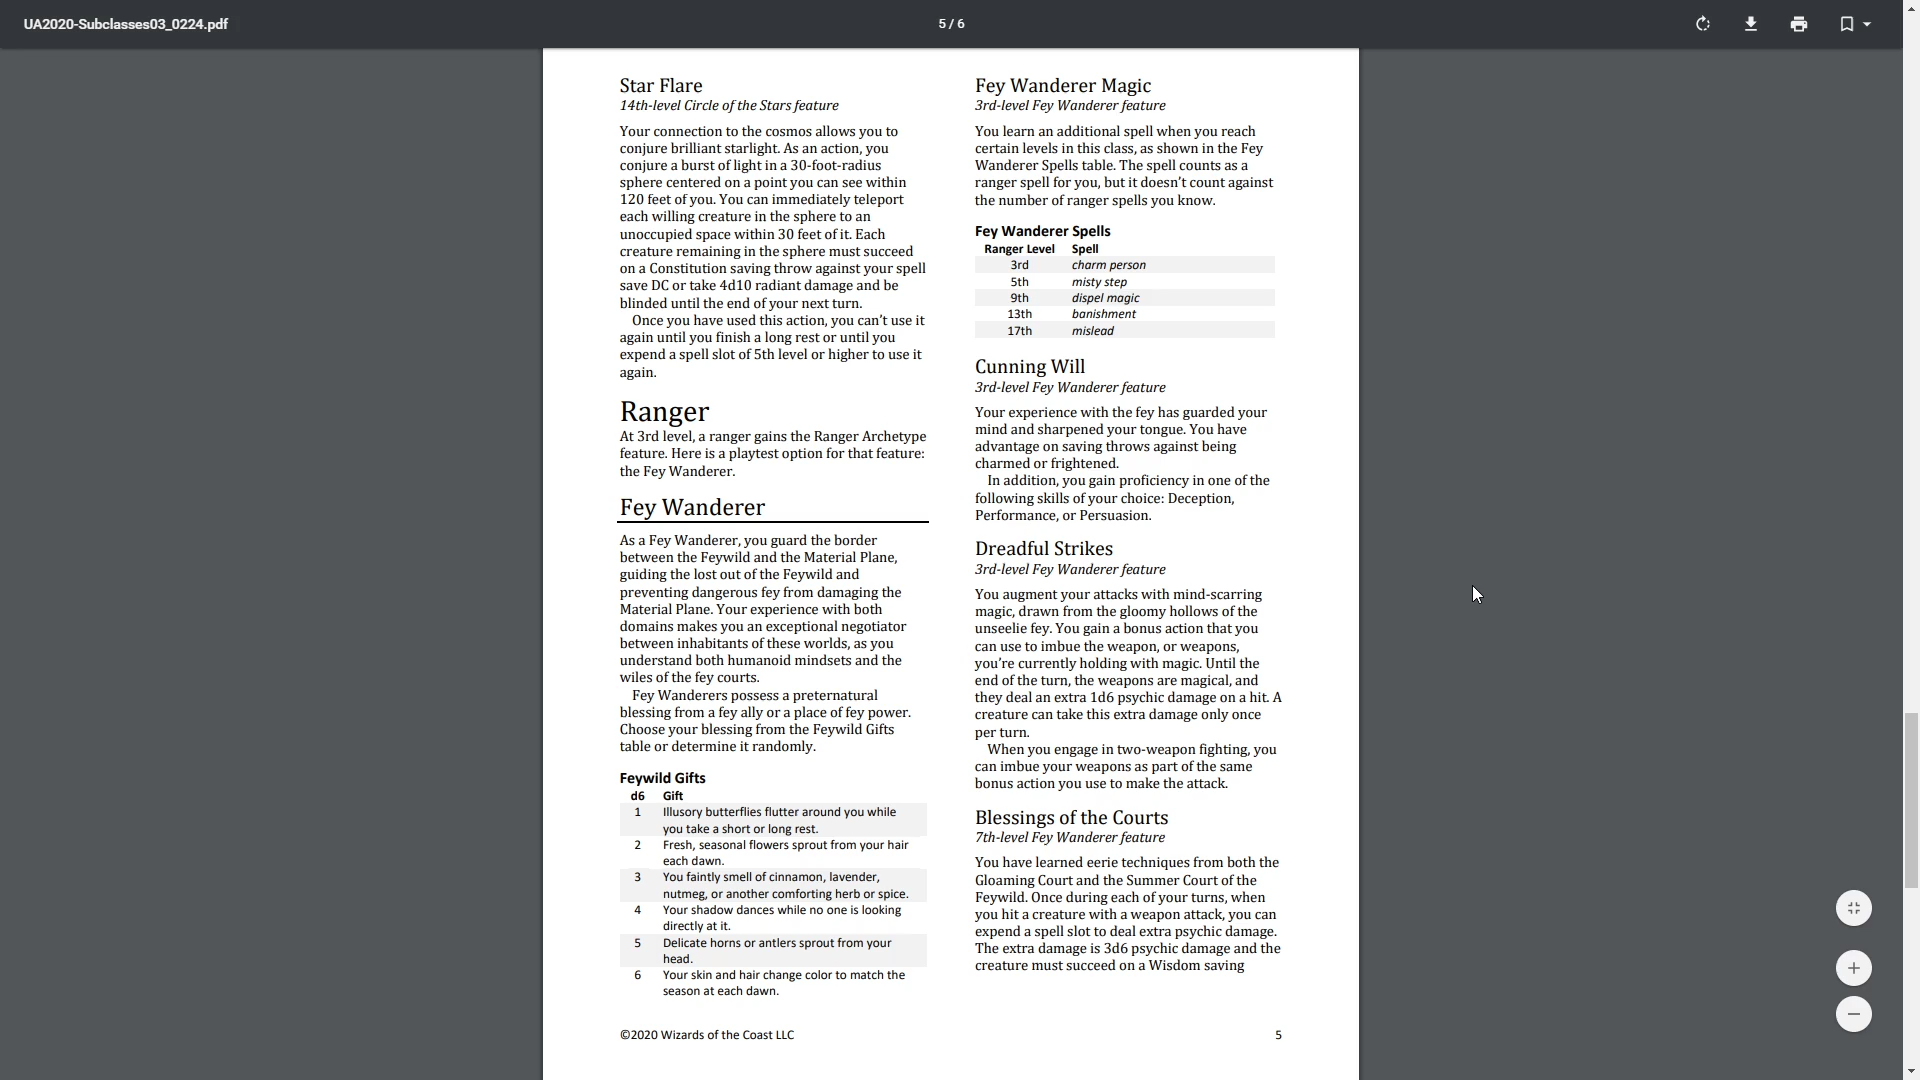 UA2020-Subclasses03_0224.pdf
5 / 6
Star Flare
14th-level Circle of the Stars feature
Your connection to the cosmos allows you to
conjure brilliant starlight. As an action, you
conjure a burst of light in a 30-foot-radius
sphere centered on a point you can see within
120 feet of you. You can immediately teleport
each willing creature in the sphere to an
unoccupied space within 30 feet of it. Each
creature remaining in the sphere must succeed
on a Constitution saving throw against your spell
save DC or take 4d10 radiant damage and be
blinded until the end of your next turn.
Once you have used this action, you can't use it
again until you finish a long rest or until you
expend a spell slot of 5th level or higher to use it
again.
Ranger
At 3rd level, a ranger gains the Ranger Archetype
feature. Here is a playtest option for that feature:
the Fey Wanderer.
Fey Wanderer
As a Fey Wanderer, you guard the border
between the Feywild and the Material Plane,
guiding the lost out of the Feywild and
preventing dangerous fey from damaging the
Material Plane. Your experience with both
domains makes you an exceptional negotiator
between inhabitants of these worlds, as you
understand both humanoid mindsets and the
wiles of the fey courts.
Fey Wanderers possess a preternatural
blessing from a fey ally or a place of fey power.
Choose your blessing from the Feywild Gifts
table or determine it randomly.
Feywild Gifts
d6 Gift
1 Illusory butterflies flutter around you while
you take a short or long rest.
2 Fresh, seasonal flowers sprout from your hair
each dawn.
3 You faintly smell of cinnamon, lavender,
nutmeg, or another comforting herb or spice.
4 Your shadow dances while no one is looking
directly at it.
5 Delicate horns or antlers sprout from your
head.
6 Your skin and hair change color to match the
season at each dawn.
Fey Wanderer Magic
3rd-level Fey Wanderer feature
You learn an additional spell when you reach
certain levels in this class, as shown in the Fey
Wanderer Spells table. The spell counts as a
ranger spell for you, but it doesn't count against
the number of ranger spells you know.
Fey Wanderer Spells
Ranger Level Spell
3rd charm person
5th misty step
9th dispel magic
13th banishment
17th mislead
Cunning Will
3rd-level Fey Wanderer feature
Your experience with the fey has guarded your
mind and sharpened your tongue. You have
advantage on saving throws against being
charmed or frightened.
In addition, you gain proficiency in one of the
following skills of your choice: Deception,
Performance, or Persuasion.
Dreadful Strikes
3rd-level Fey Wanderer feature
You augment your attacks with mind-scarring
magic, drawn from the gloomy hollows of the
unseelie fey. You gain a bonus action that you
can use to imbue the weapon, or weapons,
you're currently holding with magic. Until the
end of the turn, the weapons are magical, and
they deal an extra 1d6 psychic damage on a hit. A
creature can take this extra damage only once
per turn.
When you engage in two-weapon fighting, you
can imbue your weapons as part of the same
bonus action you use to make the attack.
Blessings of the Courts
7th-level Fey Wanderer feature
You have learned eerie techniques from both the
Gloaming Court and the Summer Court of the
Feywild. Once during each of your turns, when
you hit a creature with a weapon attack, you can
expend a spell slot to deal extra psychic damage.
The extra damage is 3d6 psychic damage and the
creature must succeed on a Wisdom saving
©2020 Wizards of the Coast LLC
5